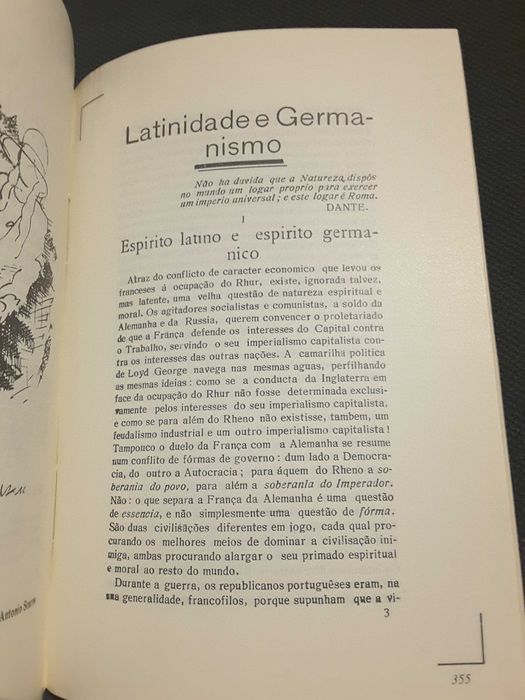 Latinidade e Germa-
nismo
Não ha duvida que a Natureza dispôs
no mundo um logar proprio para exercer
um imperio universal; e este logar é Roma.
DANTE.
I
Espirito latino e espirito germa-
nico
Atraz do conflicto de caracter economico que levou os
franceses á ocupação do Rhur, existe, ignorada talvez,
mas latente, uma velha questão de natureza espiritual e
moral. Os agitadores socialistas e comunistas, a soldo da
Alemanha e da Russia, querem convencer o proletariado
de que a França defende os interesses do Capital contra
o Trabalho, servindo o seu imperialismo capitalista con-
tra os interesses das outras nações. A camarilha politica
de Loyd George navega nas mesmas aguas, perfilhando
as mesmas ideias: como se a conducta da Inglaterra em
face da ocupação do Rhur não fosse determinada exclusi-
vamente pelos interesses do seu imperialismo capitalista,
e como se para além do Rheno não existisse, tambem, um
feudalismo industrial e um outro imperialismo capitalista!
Tampouco o duelo da França com a Alemanha se resume
num conflito de fórmas de governo: dum lado a Democra-
cia, do outro a Autocracia; para áquem do Rheno a so-
berania do povo, para além a soberania do Imperador.
Não: o que separa a França da Alemanha é uma questão
de essencia, e não simplesmente uma questão de fórma.
São duas civilisações diferentes em jogo, cada qual pro-
curando os melhores meios de dominar a civilisação ini-
miga, ambas procurando alargar o seu primado espiritual
e moral ao resto do mundo.
Durante a guerra, os republicanos portuguêses eram, na
sua generalidade, francofilos, porque supunham que a vi-
3
355
Antonio